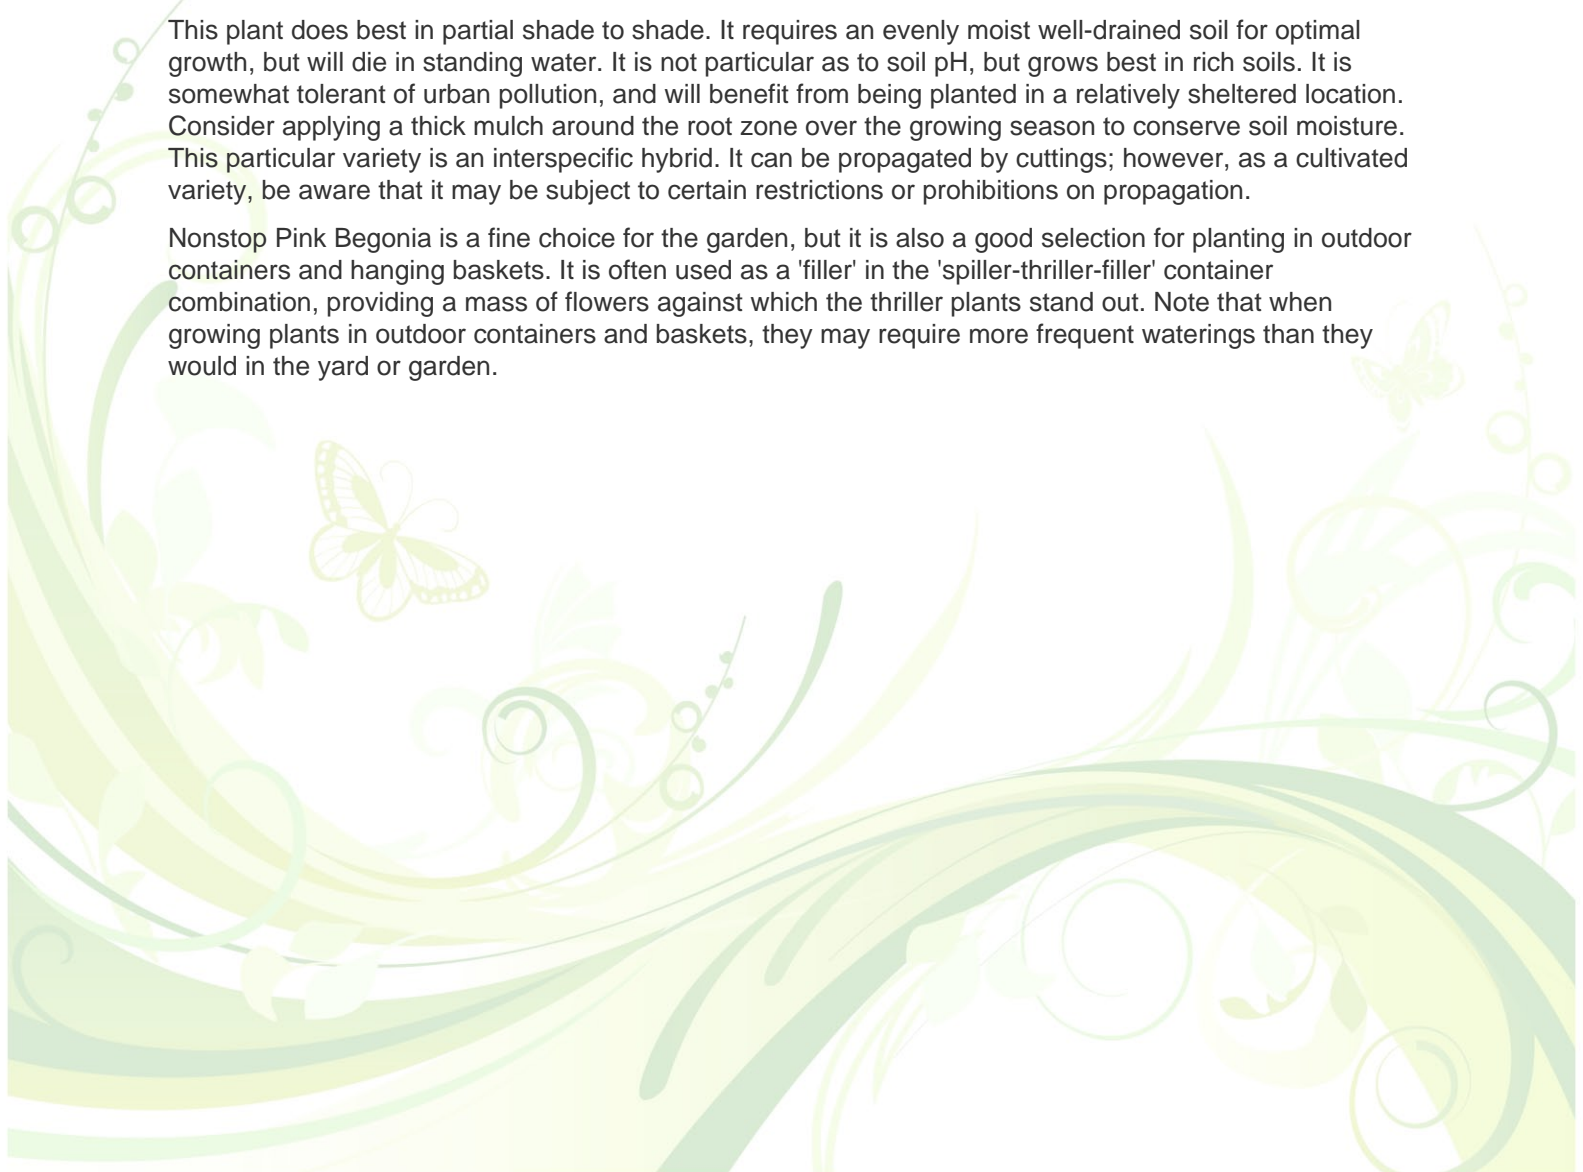 This plant does best in partial shade to shade. It requires an evenly moist well-drained soil for optimal
growth, but will die in standing water. It is not particular as to soil pH, but grows best in rich soils. It is
somewhat tolerant of urban pollution, and will benefit from being planted in a relatively sheltered location.
Consider applying a thick mulch around the root zone over the growing season to conserve soil moisture.
This particular variety is an interspecific hybrid. It can be propagated by cuttings; however, as a cultivated
variety, be aware that it may be subject to certain restrictions or prohibitions on propagation.
Nonstop Pink Begonia is a fine choice for the garden, but it is also a good selection for planting in outdoor
containers and hanging baskets. It is often used as a 'filler' in the 'spiller-thriller-filler' container
combination, providing a mass of flowers against which the thriller plants stand out. Note that when
growing plants in outdoor containers and baskets, they may require more frequent waterings than they
would in the yard or garden.